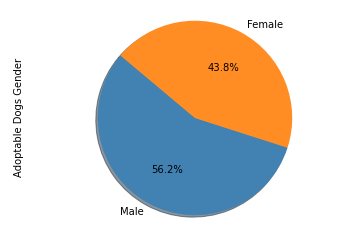 Female
43.8%
Adoptable Dogs Gender
56.2%
Male